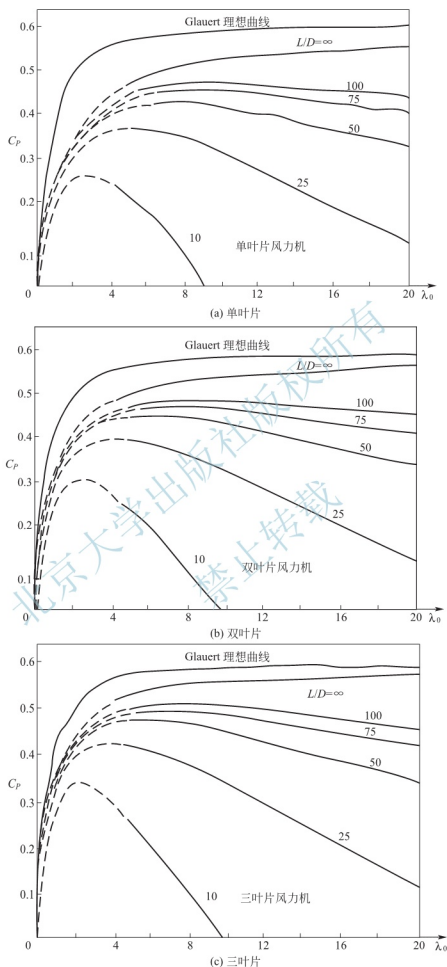 0.6
Glauert 理想曲线
L/D=∞
0.5
100
75
0.4
50
C_P
0.3
25
0.2
10
单叶片风力机
0.1
0 4 8 12 16 20 λ₀
(a) 单叶片
0.6
Glauert 理想曲线
L/D=∞
0.5
100
75
0.4
50
C_P
0.3
25
0.2
10
双叶片风力机
0.1
0 4 8 10 12 16 20 λ₀
(b) 双叶片
0.6
Glauert 理想曲线
L/D=∞
0.5
100
75
0.4
50
C_P
0.3
25
0.2
10
三叶片风力机
0.1
0 4 8 12 16 20 λ₀
(c) 三叶片
北京大学出版社版权所有
禁止转载